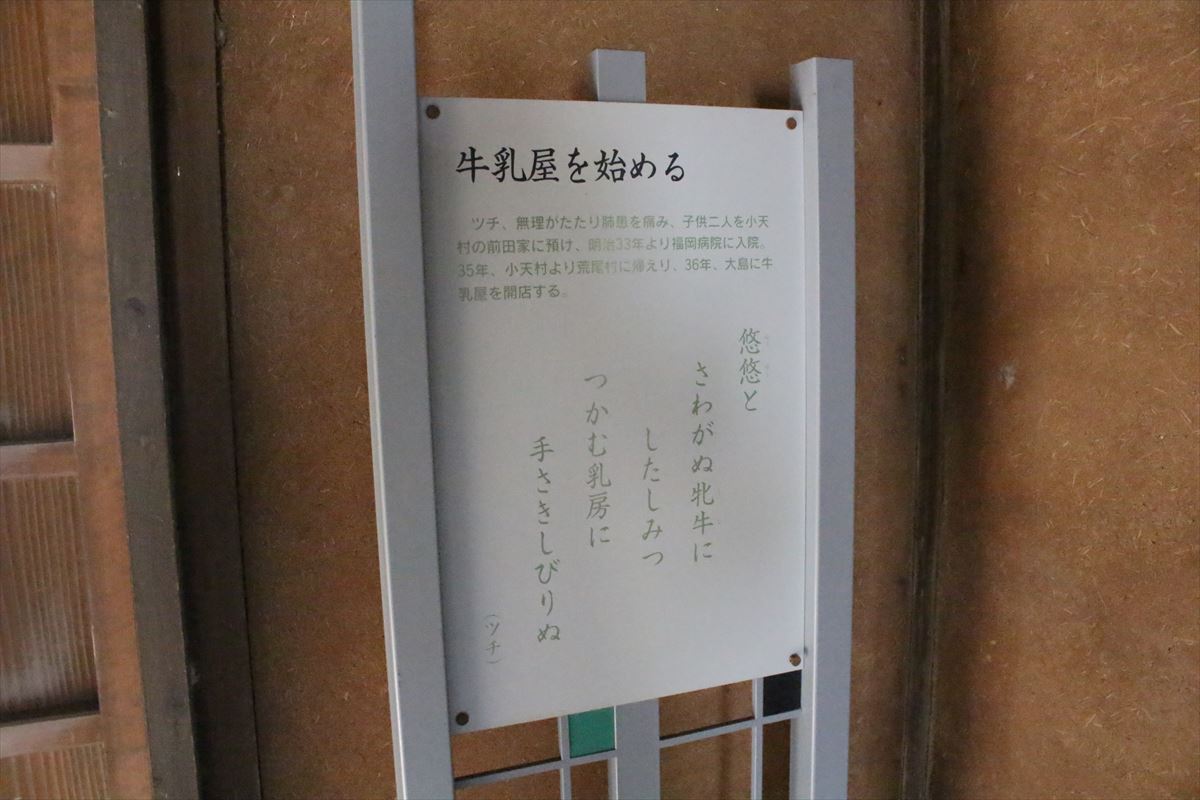 牛乳屋を始める
ツチ、無理がたたり肺患を痛み、子供二人を小天
村の前田家に預け、明治33年より福岡病院に入院。
35年、小天村より荒尾村に帰えり、36年、大島に牛
乳屋を開店する。
悠悠と
さわがぬ牝牛に
したしみつ
つかむ乳房に
手さきしびりぬ
（ツチ）